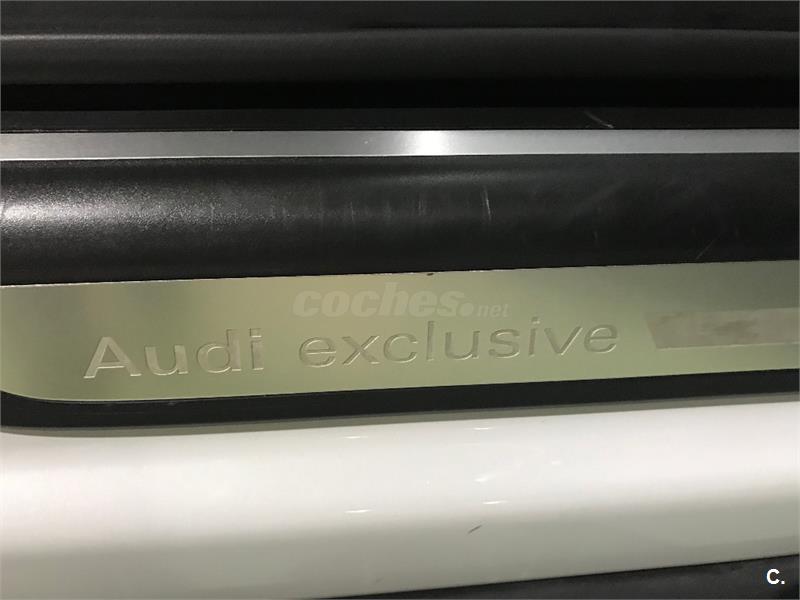 coches.net
Audi exclusive
C.